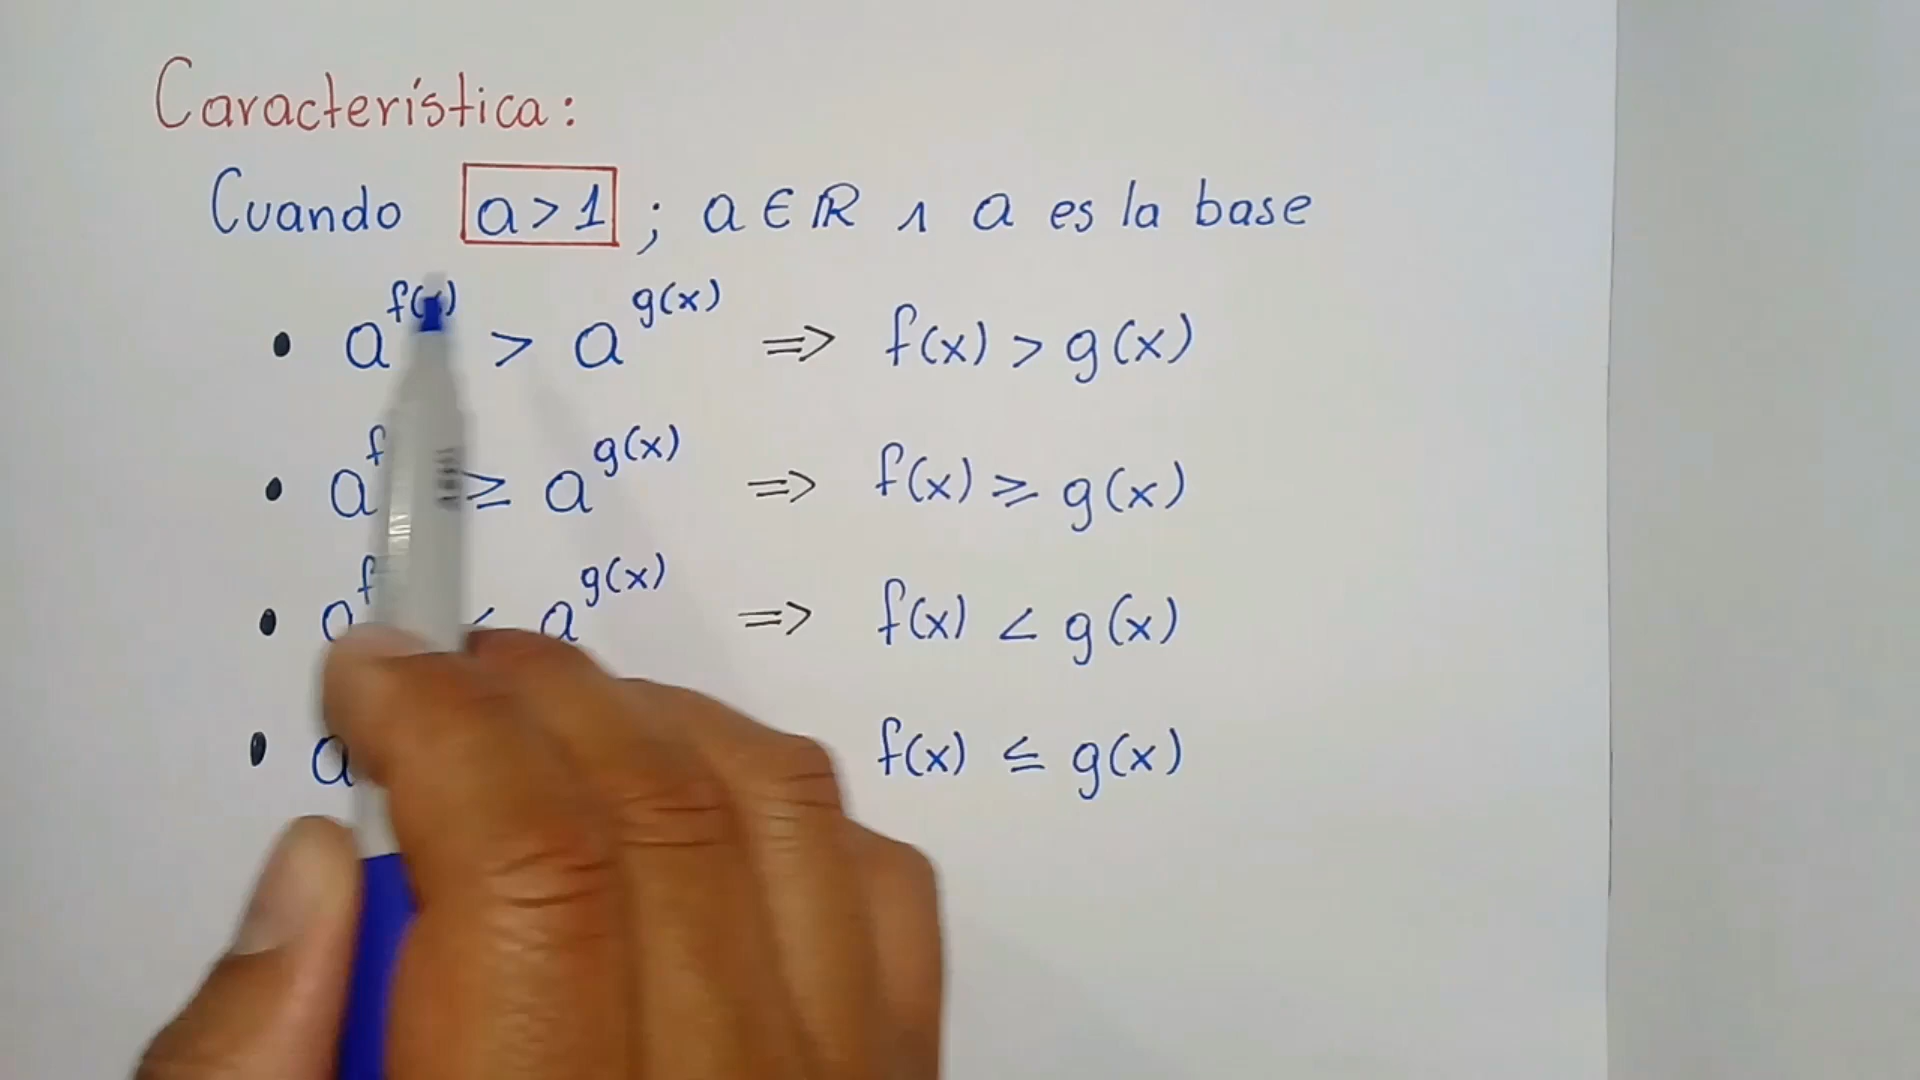 Característica:
Cuando a > 1 ; a ∈ ℝ ∧ a es la base
• a^f(x) > a^g(x) ⇒ f(x) > g(x)
• a^f ≥ a^g(x) ⇒ f(x) ≥ g(x)
• a^f < a^g(x) ⇒ f(x) < g(x)
• a f(x) ≤ g(x)